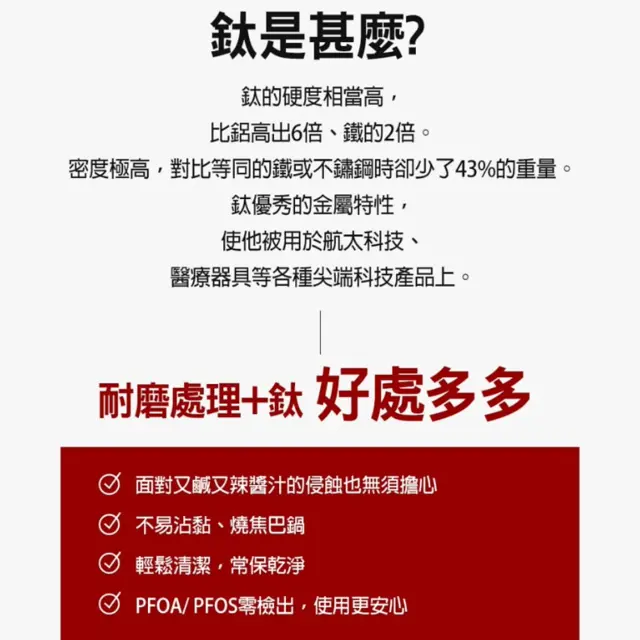 鈦是甚麼?
鈦的硬度相當高，
比鋁高出6倍、鐵的2倍。
密度極高，對比等同的鐵或不鏽鋼時卻少了43%的重量。
鈦優秀的金屬特性，
使他被用於航太科技、
醫療器具等各種尖端科技產品上。
耐磨處理+鈦 好處多多
面對又鹹又辣醬汁的侵蝕也無須擔心
不易沾黏、燒焦巴鍋
輕鬆清潔，常保乾淨
PFOA/ PFOS零檢出，使用更安心